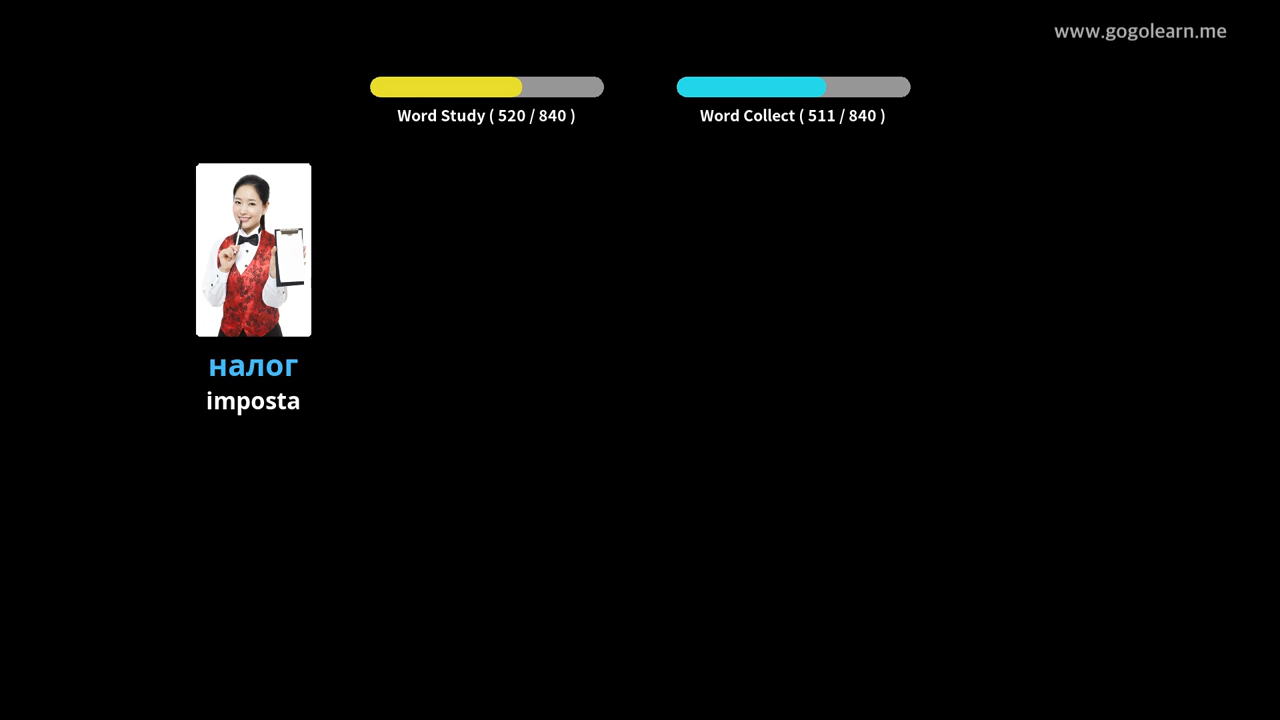 www.gogolearn.me
Word Study ( 520 / 840 )
Word Collect ( 511 / 840 )
налог
imposta